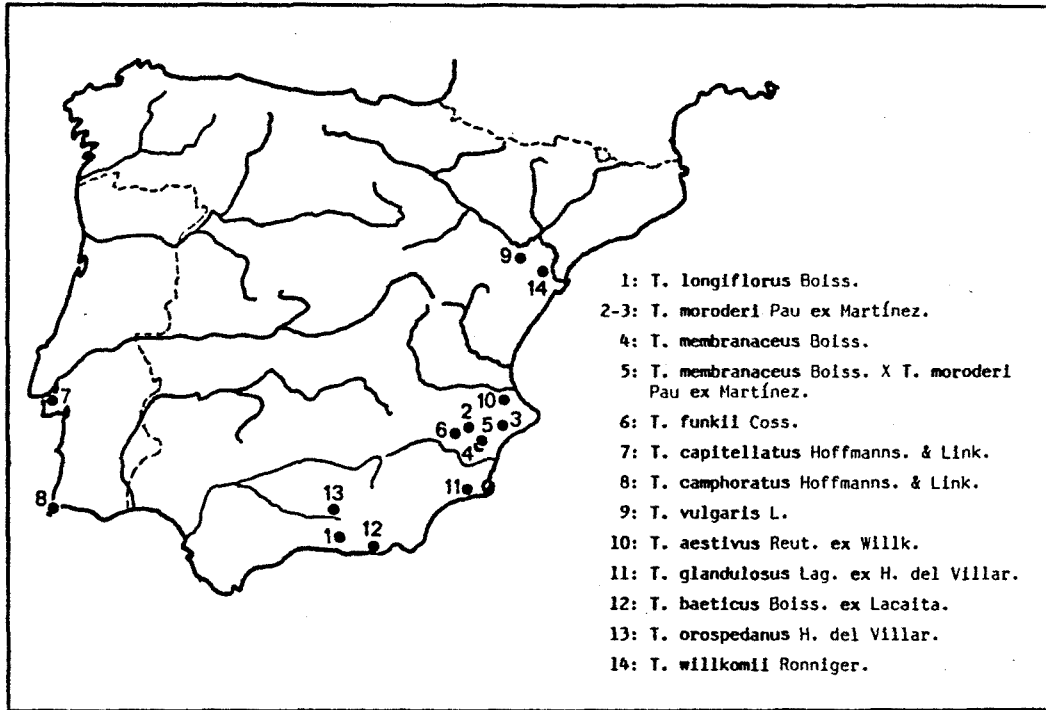 9
14
7
10
2
3
6
5
4
8
11
13
1
12
1: T. longiflorus Boiss.
2-3: T. moroderi Pau ex Martínez.
4: T. membranaceus Boiss.
5: T. membranaceus Boiss. X T. moroderi
Pau ex Martínez.
6: T. funkii Coss.
7: T. capitellatus Hoffmanns. & Link.
8: T. camphoratus Hoffmanns. & Link.
9: T. vulgaris L.
10: T. aestivus Reut. ex Willk.
11: T. glandulosus Lag. ex H. del Villar.
12: T. baeticus Boiss. ex Lacaita.
13: T. orospedanus H. del Villar.
14: T. willkomii Ronniger.